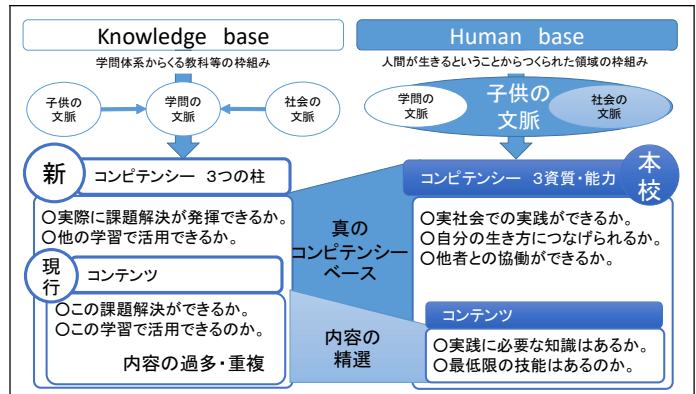 Knowledge base
学問体系からくる教科等の枠組み
子供の
文脈
学問の
文脈
社会の
文脈
新
コンピテンシー 3つの柱
○実際に課題解決が発揮できるか。
○他の学習で活用できるか。
現
行
コンテンツ
○この課題解決ができるか。
○この学習で活用できるのか。
内容の過多・重複
真の
コンピテンシー
ベース
内容の
精選
Human base
人間が生きるということからつくられた領域の枠組み
学問の
文脈
子供の
文脈
社会の
文脈
コンピテンシー 3資質・能力
本
校
○実社会での実践ができるか。
○自分の生き方につなげられるか。
○他者との協働ができるか。
コンテンツ
○実践に必要な知識はあるか。
○最低限の技能はあるのか。